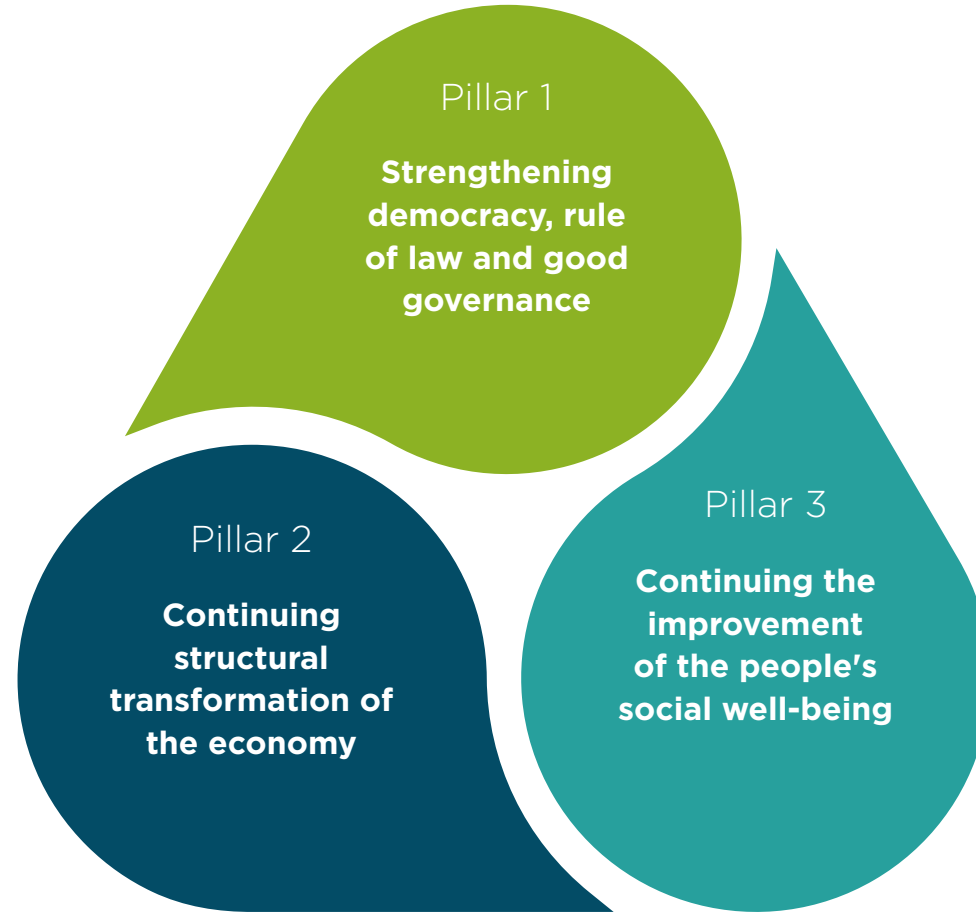 Pillar 1
Strengthening
democracy, rule
of law and good
governance
Pillar 2
Continuing
structural
transformation of
the economy
Pillar 3
Continuing the
improvement
of the people's
social well-being